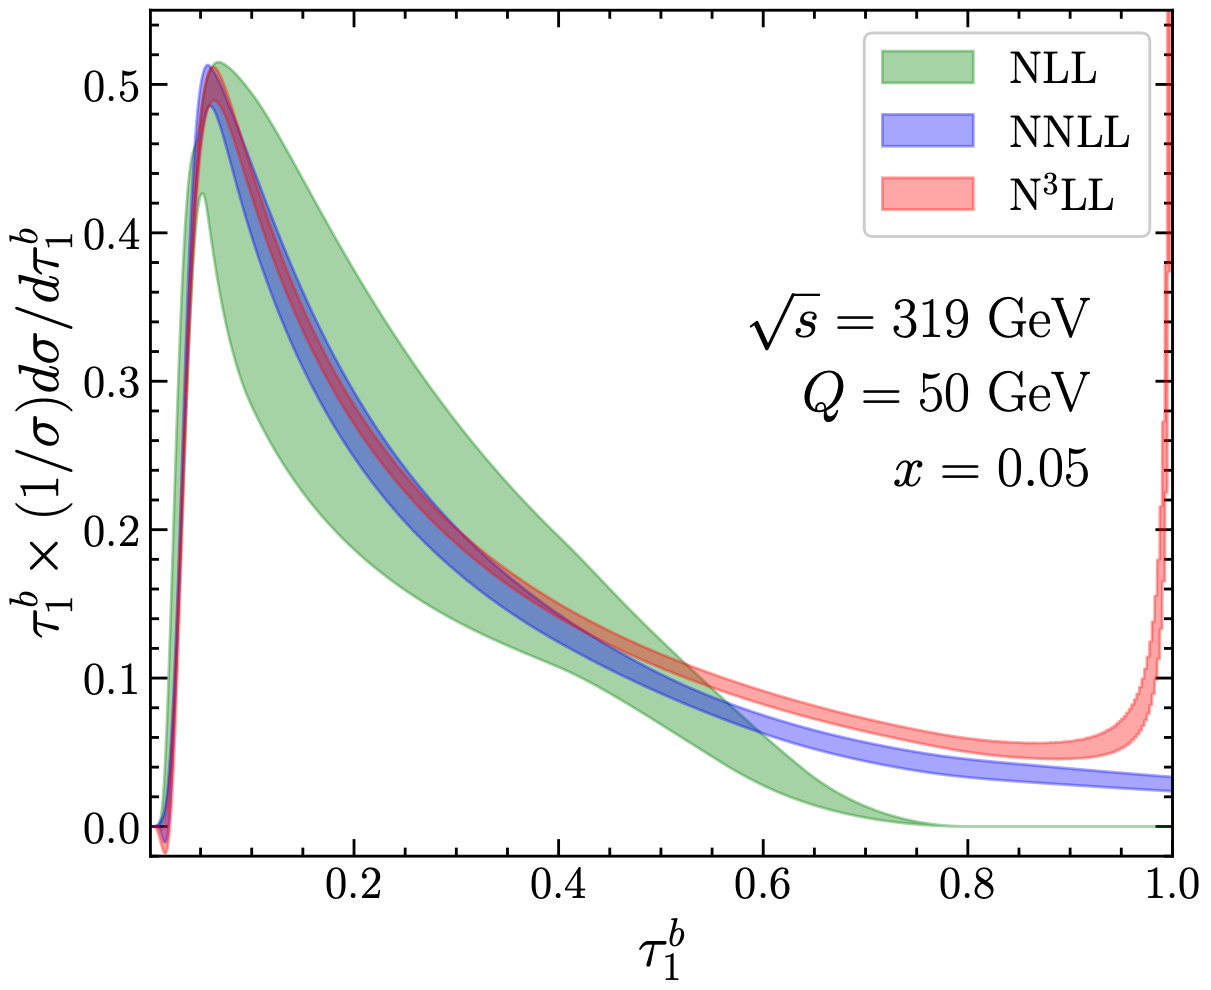 0.5
0.4
0.3
0.2
0.1
0.0
τ₁ᵇ × (1/σ)dσ/dτ₁ᵇ
NLL
NNLL
N³LL
√s = 319 GeV
Q = 50 GeV
x = 0.05
0.2 0.4 0.6 0.8 1.0
τ₁ᵇ